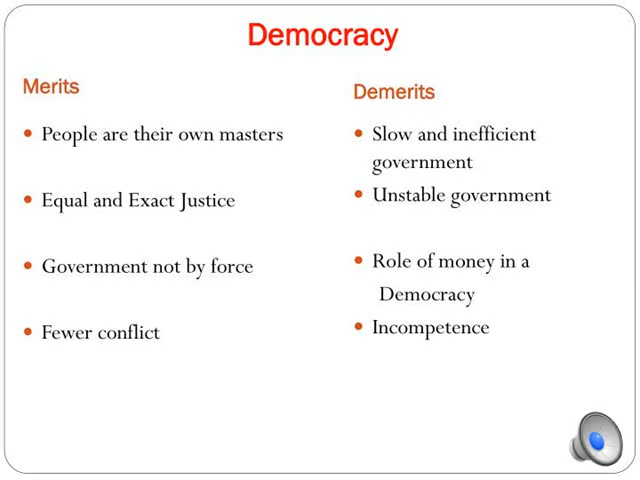 Democracy
Merits
• People are their own masters
• Equal and Exact Justice
• Government not by force
• Fewer conflict
Demerits
• Slow and inefficient
government
• Unstable government
• Role of money in a
Democracy
• Incompetence